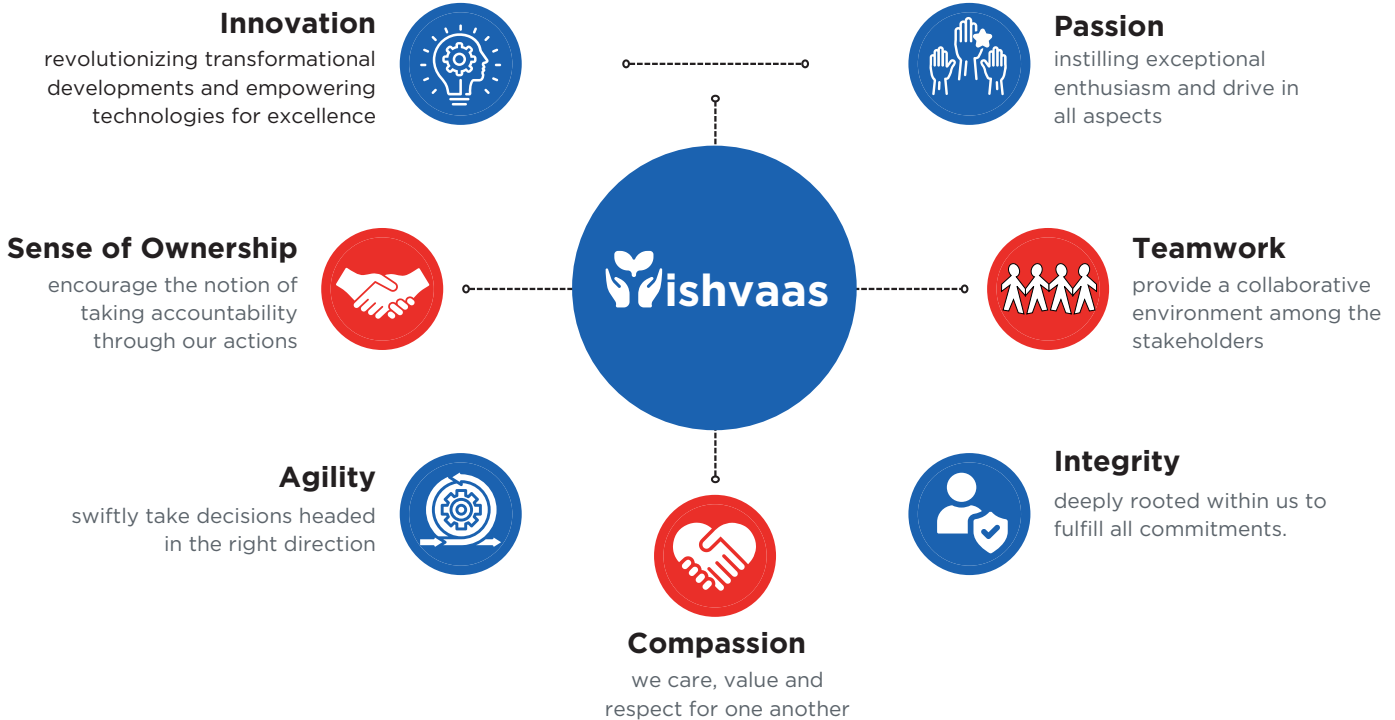 Innovation
revolutionizing transformational
developments and empowering
technologies for excellence
Passion
instilling exceptional
enthusiasm and drive in
all aspects
Sense of Ownership
encourage the notion of
taking accountability
through our actions
Vishvaas
Teamwork
provide a collaborative
environment among the
stakeholders
Agility
swiftly take decisions headed
in the right direction
Integrity
deeply rooted within us to
fulfill all commitments.
Compassion
we care, value and
respect for one another